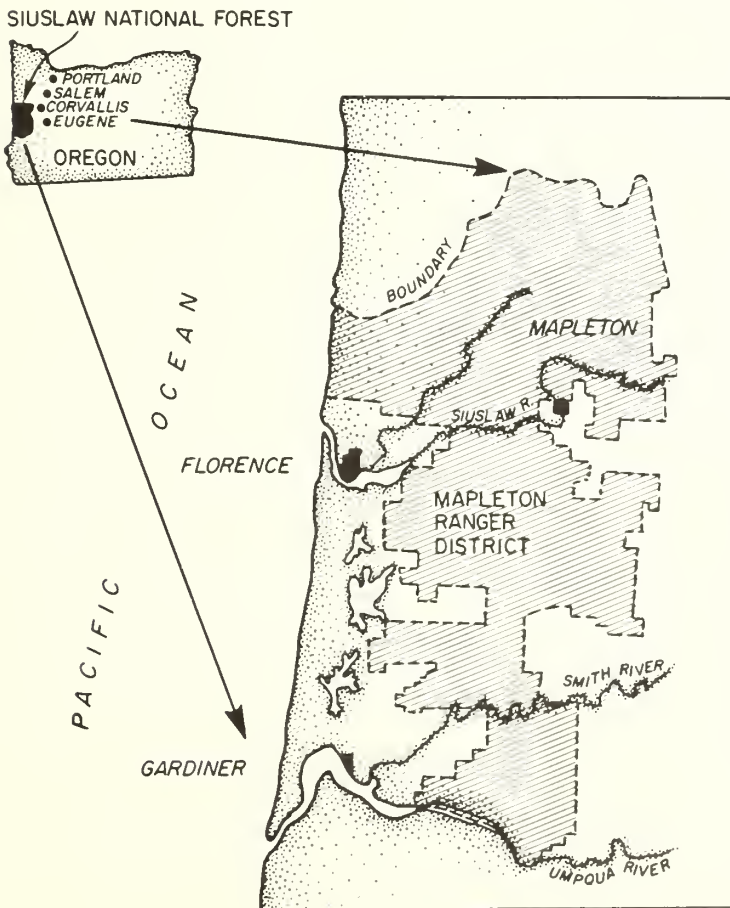 SIUSLAW NATIONAL FOREST
PORTLAND
SALEM
CORVALLIS
EUGENE
OREGON
BOUNDARY
MAPLETON
OCEAN
SIUSLAW R.
FLORENCE
MAPLETON
RANGER
DISTRICT
PACIFIC
SMITH RIVER
GARDINER
UMPQUA RIVER